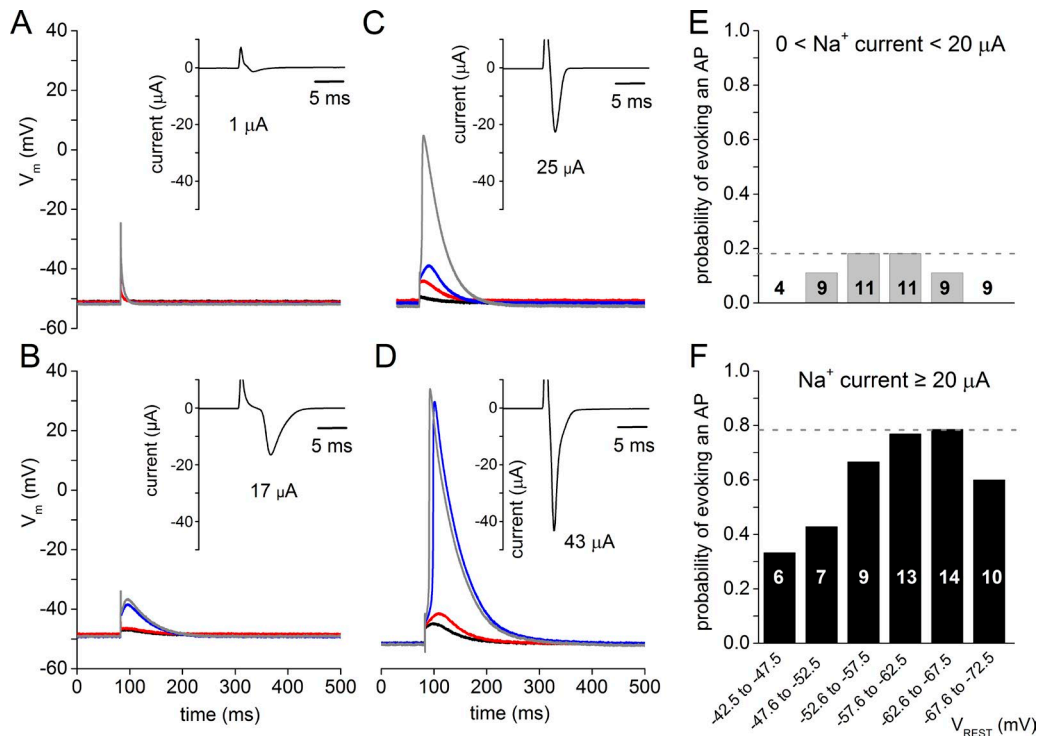 A
40
20
0
-20
-40
-60
V_m (mV)
0
-20
-40
current (μA)
5 ms
1 μA
B
40
20
0
-20
-40
-60
V_m (mV)
0
-20
-40
current (μA)
5 ms
17 μA
0 100 200 300 400 500
time (ms)
C
0
-20
-40
current (μA)
5 ms
25 μA
D
0
-20
-40
current (μA)
5 ms
43 μA
0 100 200 300 400 500
time (ms)
E
0 < Na⁺ current < 20 μA
probability of evoking an AP
1.0
0.8
0.6
0.4
0.2
0.0
4 9 11 11 9 9
F
Na⁺ current ≥ 20 μA
probability of evoking an AP
1.0
0.8
0.6
0.4
0.2
0.0
6 7 9 13 14 10
-42.5 to -47.5
-47.6 to -52.5
-52.6 to -57.5
-57.6 to -62.5
-62.6 to -67.5
-67.6 to -72.5
V_REST (mV)